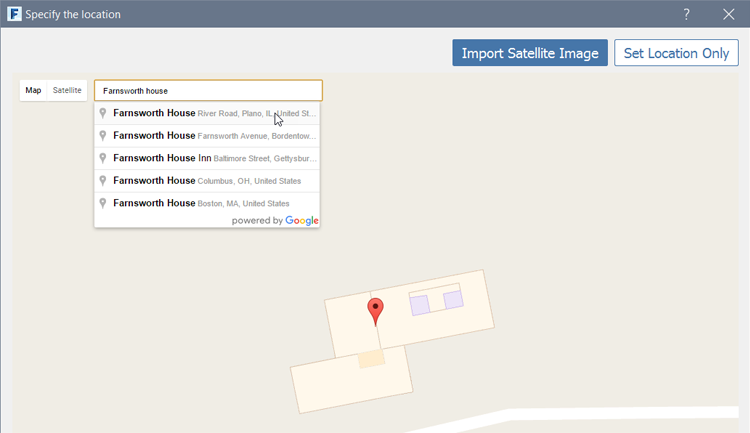 F Specify the location ?
Import Satellite Image Set Location Only
Map Satellite Farnsworth house
Farnsworth House River Road, Plano, IL, United St...
Farnsworth House Farnsworth Avenue, Bordentow...
Farnsworth House Inn Baltimore Street, Gettysbur...
Farnsworth House Columbus, OH, United States
Farnsworth House Boston, MA, United States
powered by Google